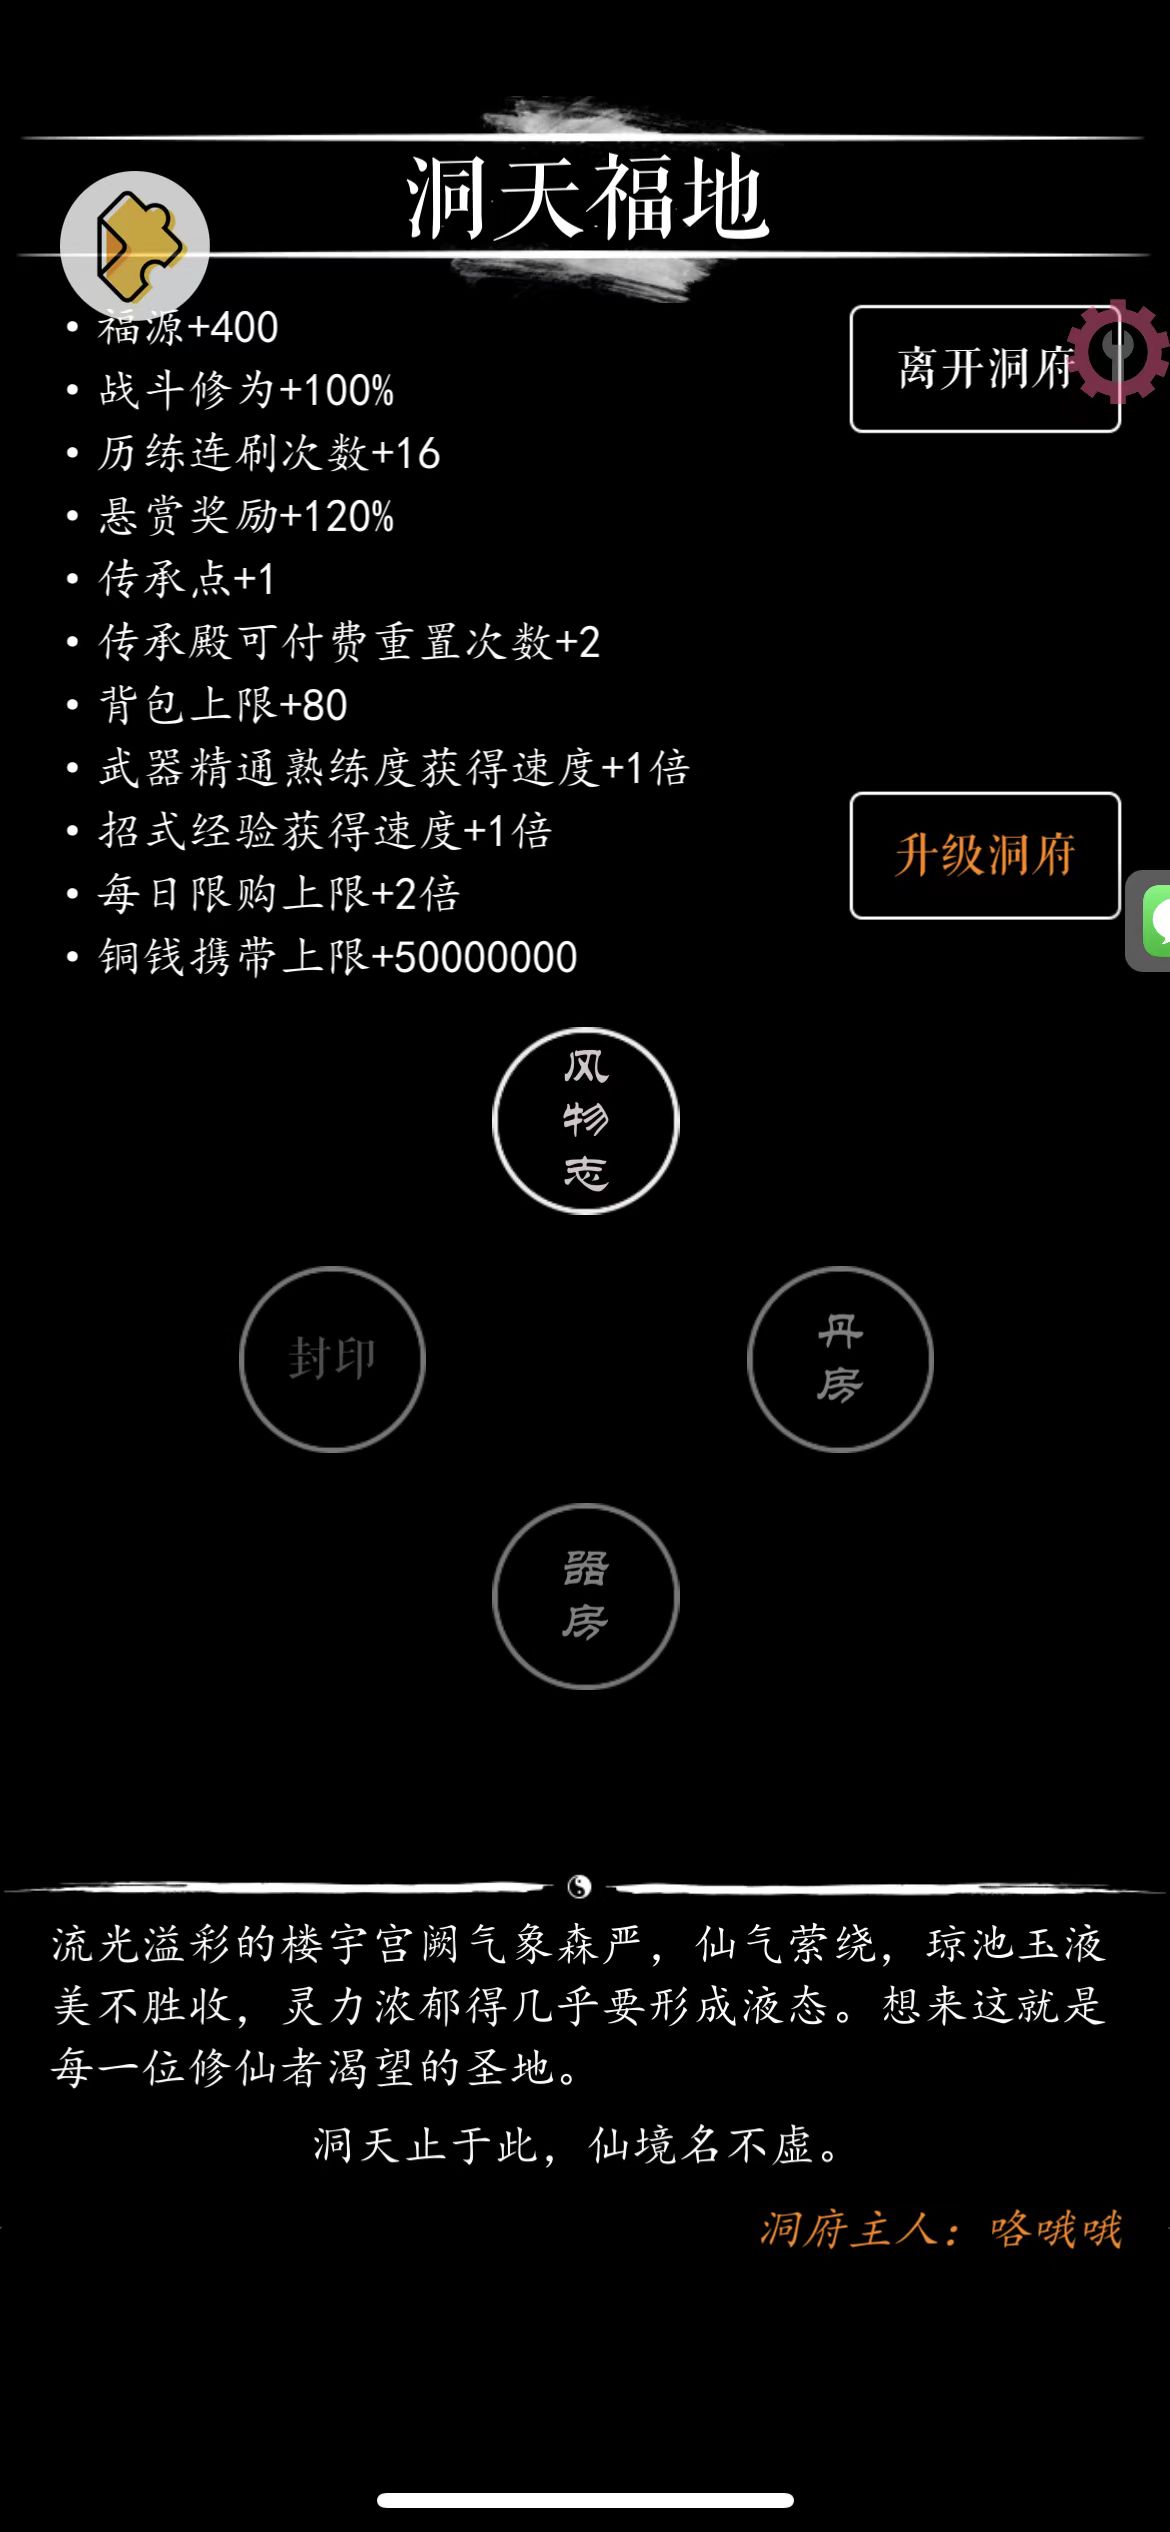 洞天福地
• 福源+400
离开洞府
• 战斗修为+100%
• 历练连刷次数+16
• 悬赏奖励+120%
• 传承点+1
• 传承殿可付费重置次数+2
• 背包上限+80
• 武器精通熟练度获得速度+1倍
• 招式经验获得速度+1倍
升级洞府
• 每日限购上限+2倍
• 铜钱携带上限+50000000
风物志
封印
丹房
器房
流光溢彩的楼宇宫阙气象森严，仙气萦绕，琼池玉液
美不胜收，灵力浓郁得几乎要形成液态。想来这就是
每一位修仙者渴望的圣地。
洞天止于此，仙境名不虚。
洞府主人：咯哦哦